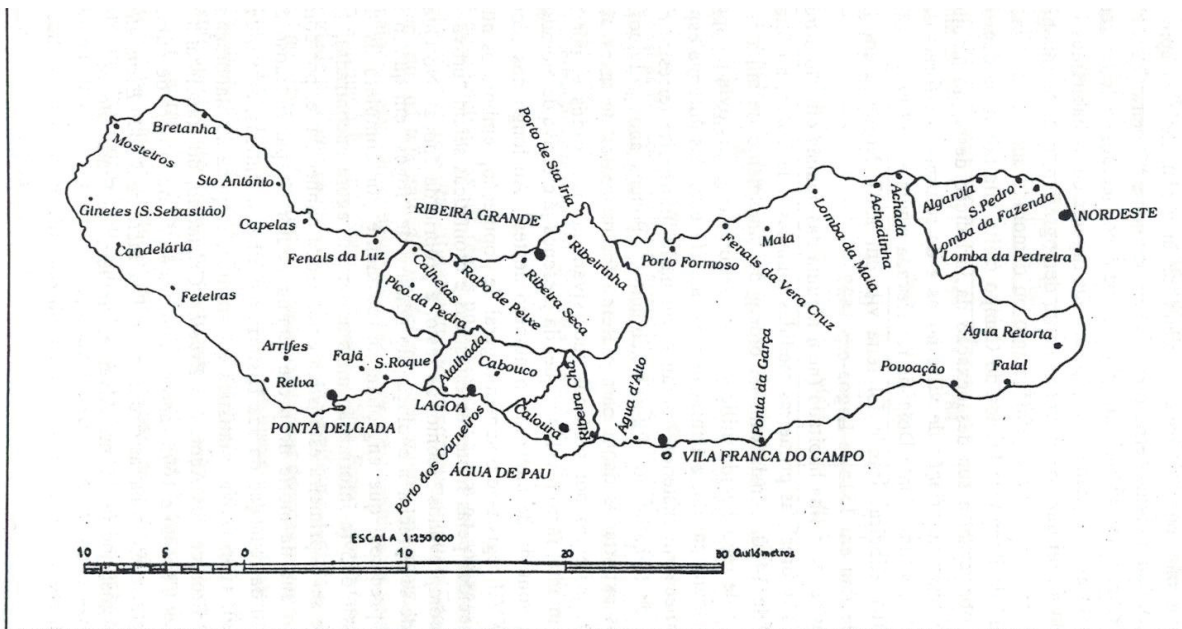 Bretanha
Mosteiros
Sto António
Ginetes (S.Sebastião)
Capelas
Candelária
Fenais da Luz
Feteiras
Arrifes
Fajã
S.Roque
Relva
PONTA DELGADA
RIBEIRA GRANDE
Porto de Sta Iria
Calhetas
Pico da Pedra
Rabo de Peixe
Ribeira Seca
Ribeirinha
Atalhada
Cabouco
LAGOA
Porto dos Carneiros
Caloura
ÁGUA DE PAU
Ribeira Chã
Água d'Alto
VILA FRANCA DO CAMPO
Ponta da Garça
Porto Formoso
Fenais da Vera Cruz
Maia
Lomba da Maia
Achadinha
Achada
Algarvia
S.Pedro
Lomba da Fazenda
NORDESTE
Lomba da Pedreira
Água Retorta
Povoação
Faial
ESCALA 1:250 000
10 5 0 10 20 30 Quilómetros